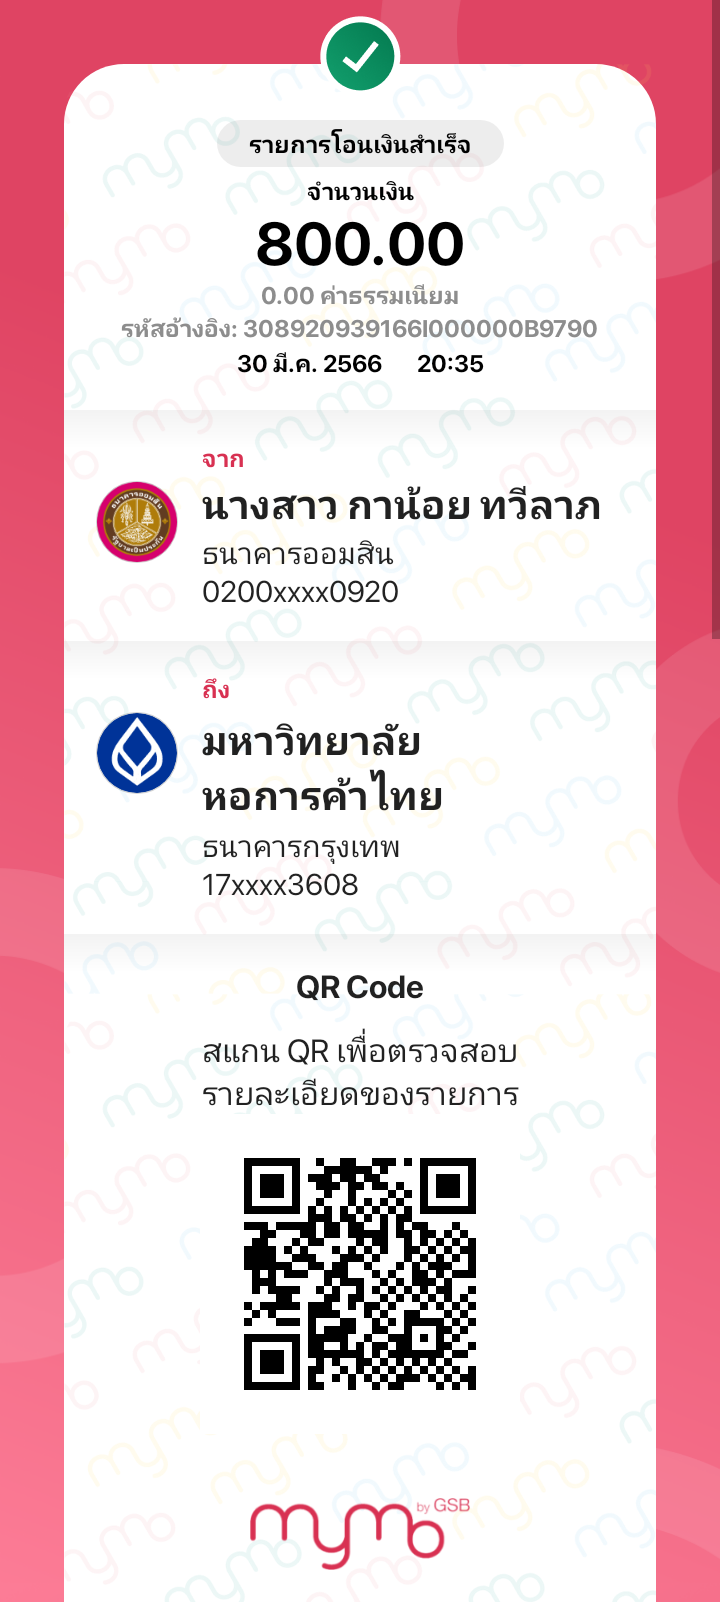 รายการโอนเงินสำเร็จ
จำนวนเงิน
800.00
0.00 ค่าธรรมเนียม
รหัสอ้างอิง: 308920939166I000000B9790
30 มี.ค. 2566 20:35
จาก
นางสาว กาน้อย ทวีลาภ
ธนาคารออมสิน
0200xxxx0920
ถึง
มหาวิทยาลัย
หอการค้าไทย
ธนาคารกรุงเทพ
17xxxx3608
QR Code
สแกน QR เพื่อตรวจสอบ
รายละเอียดของรายการ
mymo by GSB